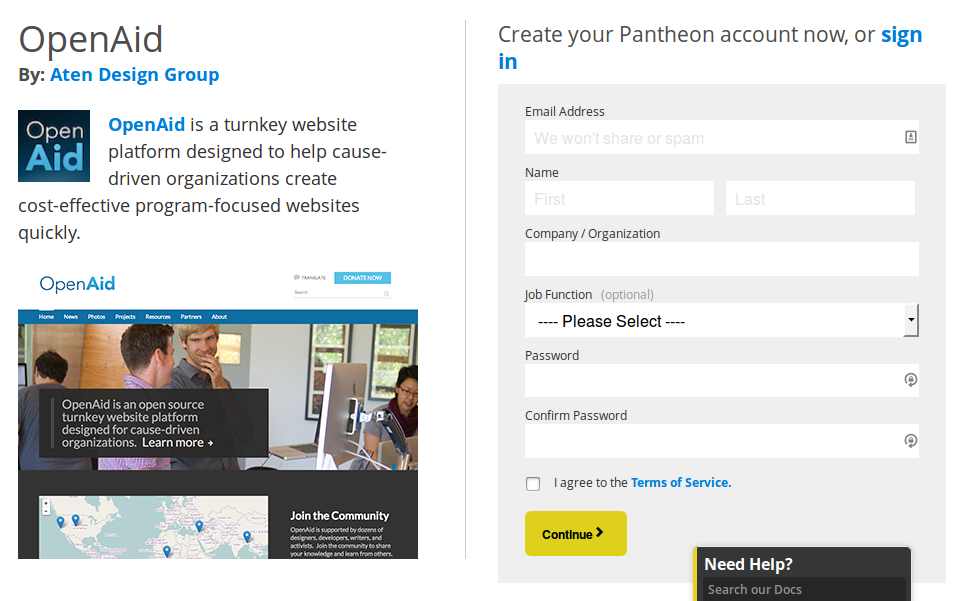 OpenAid
By: Aten Design Group
Open
Aid
OpenAid is a turnkey website
platform designed to help cause-
driven organizations create
cost-effective program-focused websites
quickly.
OpenAid
TRANSLATE
DONATE NOW
Search
Home News Photos Projects Resources Partners About
OpenAid is an open source
turnkey website platform
designed for cause-driven
organizations. Learn more →
Join the Community
OpenAid is supported by dozens of
designers, developers, writers, and
activists. Join the community to share
your knowledge and learn from others.
Create your Pantheon account now, or sign
in
Email Address
We won't share or spam
Name
First Last
Company / Organization
Job Function (optional)
---- Please Select ----
Password
Confirm Password
I agree to the Terms of Service.
Continue
Need Help?
Search our Docs